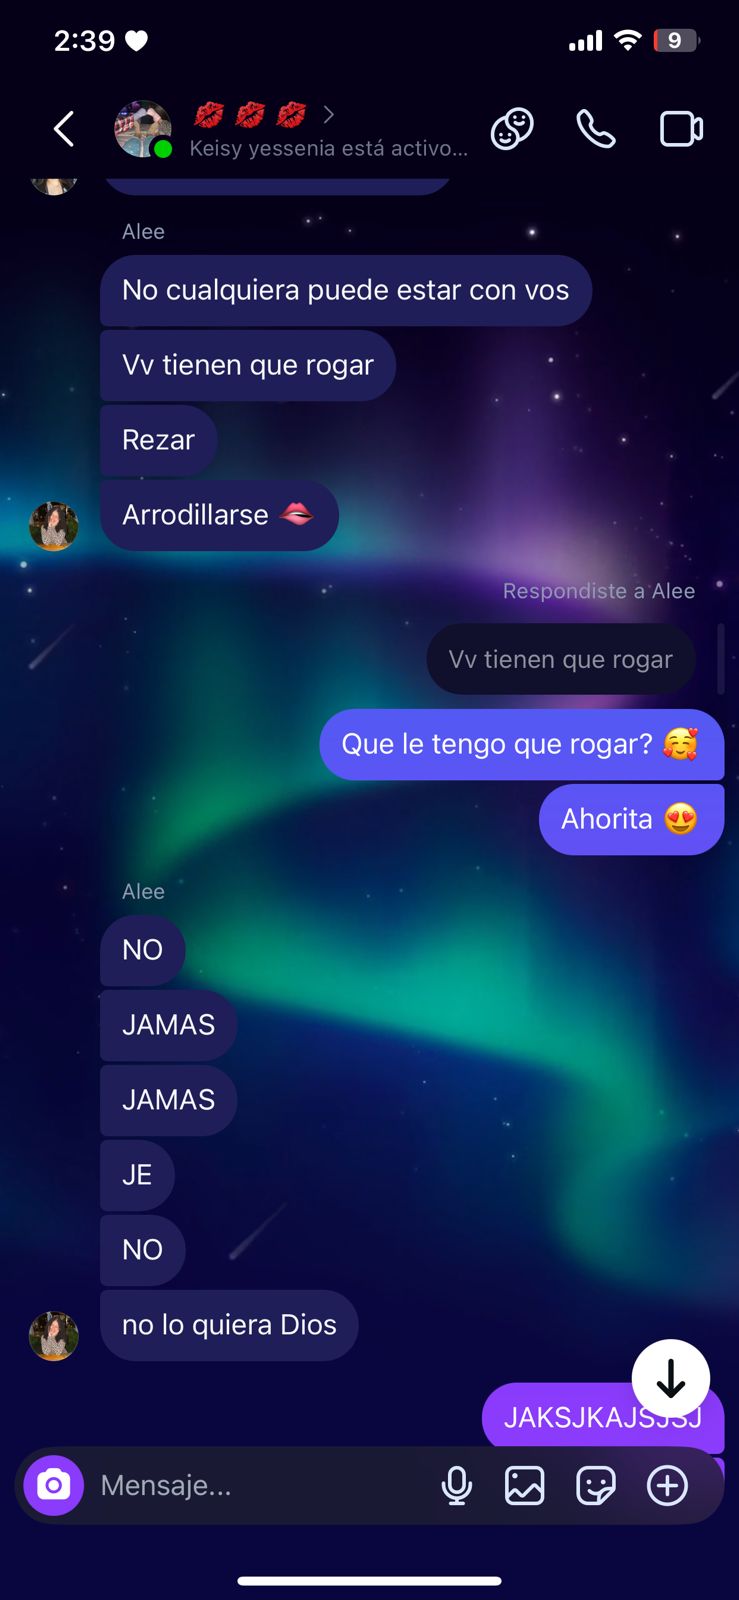 2:39
9
Keisy yessenia está activo...
Alee
No cualquiera puede estar con vos
Vv tienen que rogar
Rezar
Arrodillarse 🫦
Respondiste a Alee
Vv tienen que rogar
Que le tengo que rogar? 🥰
Ahorita 😍
Alee
NO
JAMAS
JAMAS
JE
NO
no lo quiera Dios
JAKSJKAJSJSJ
Mensaje...